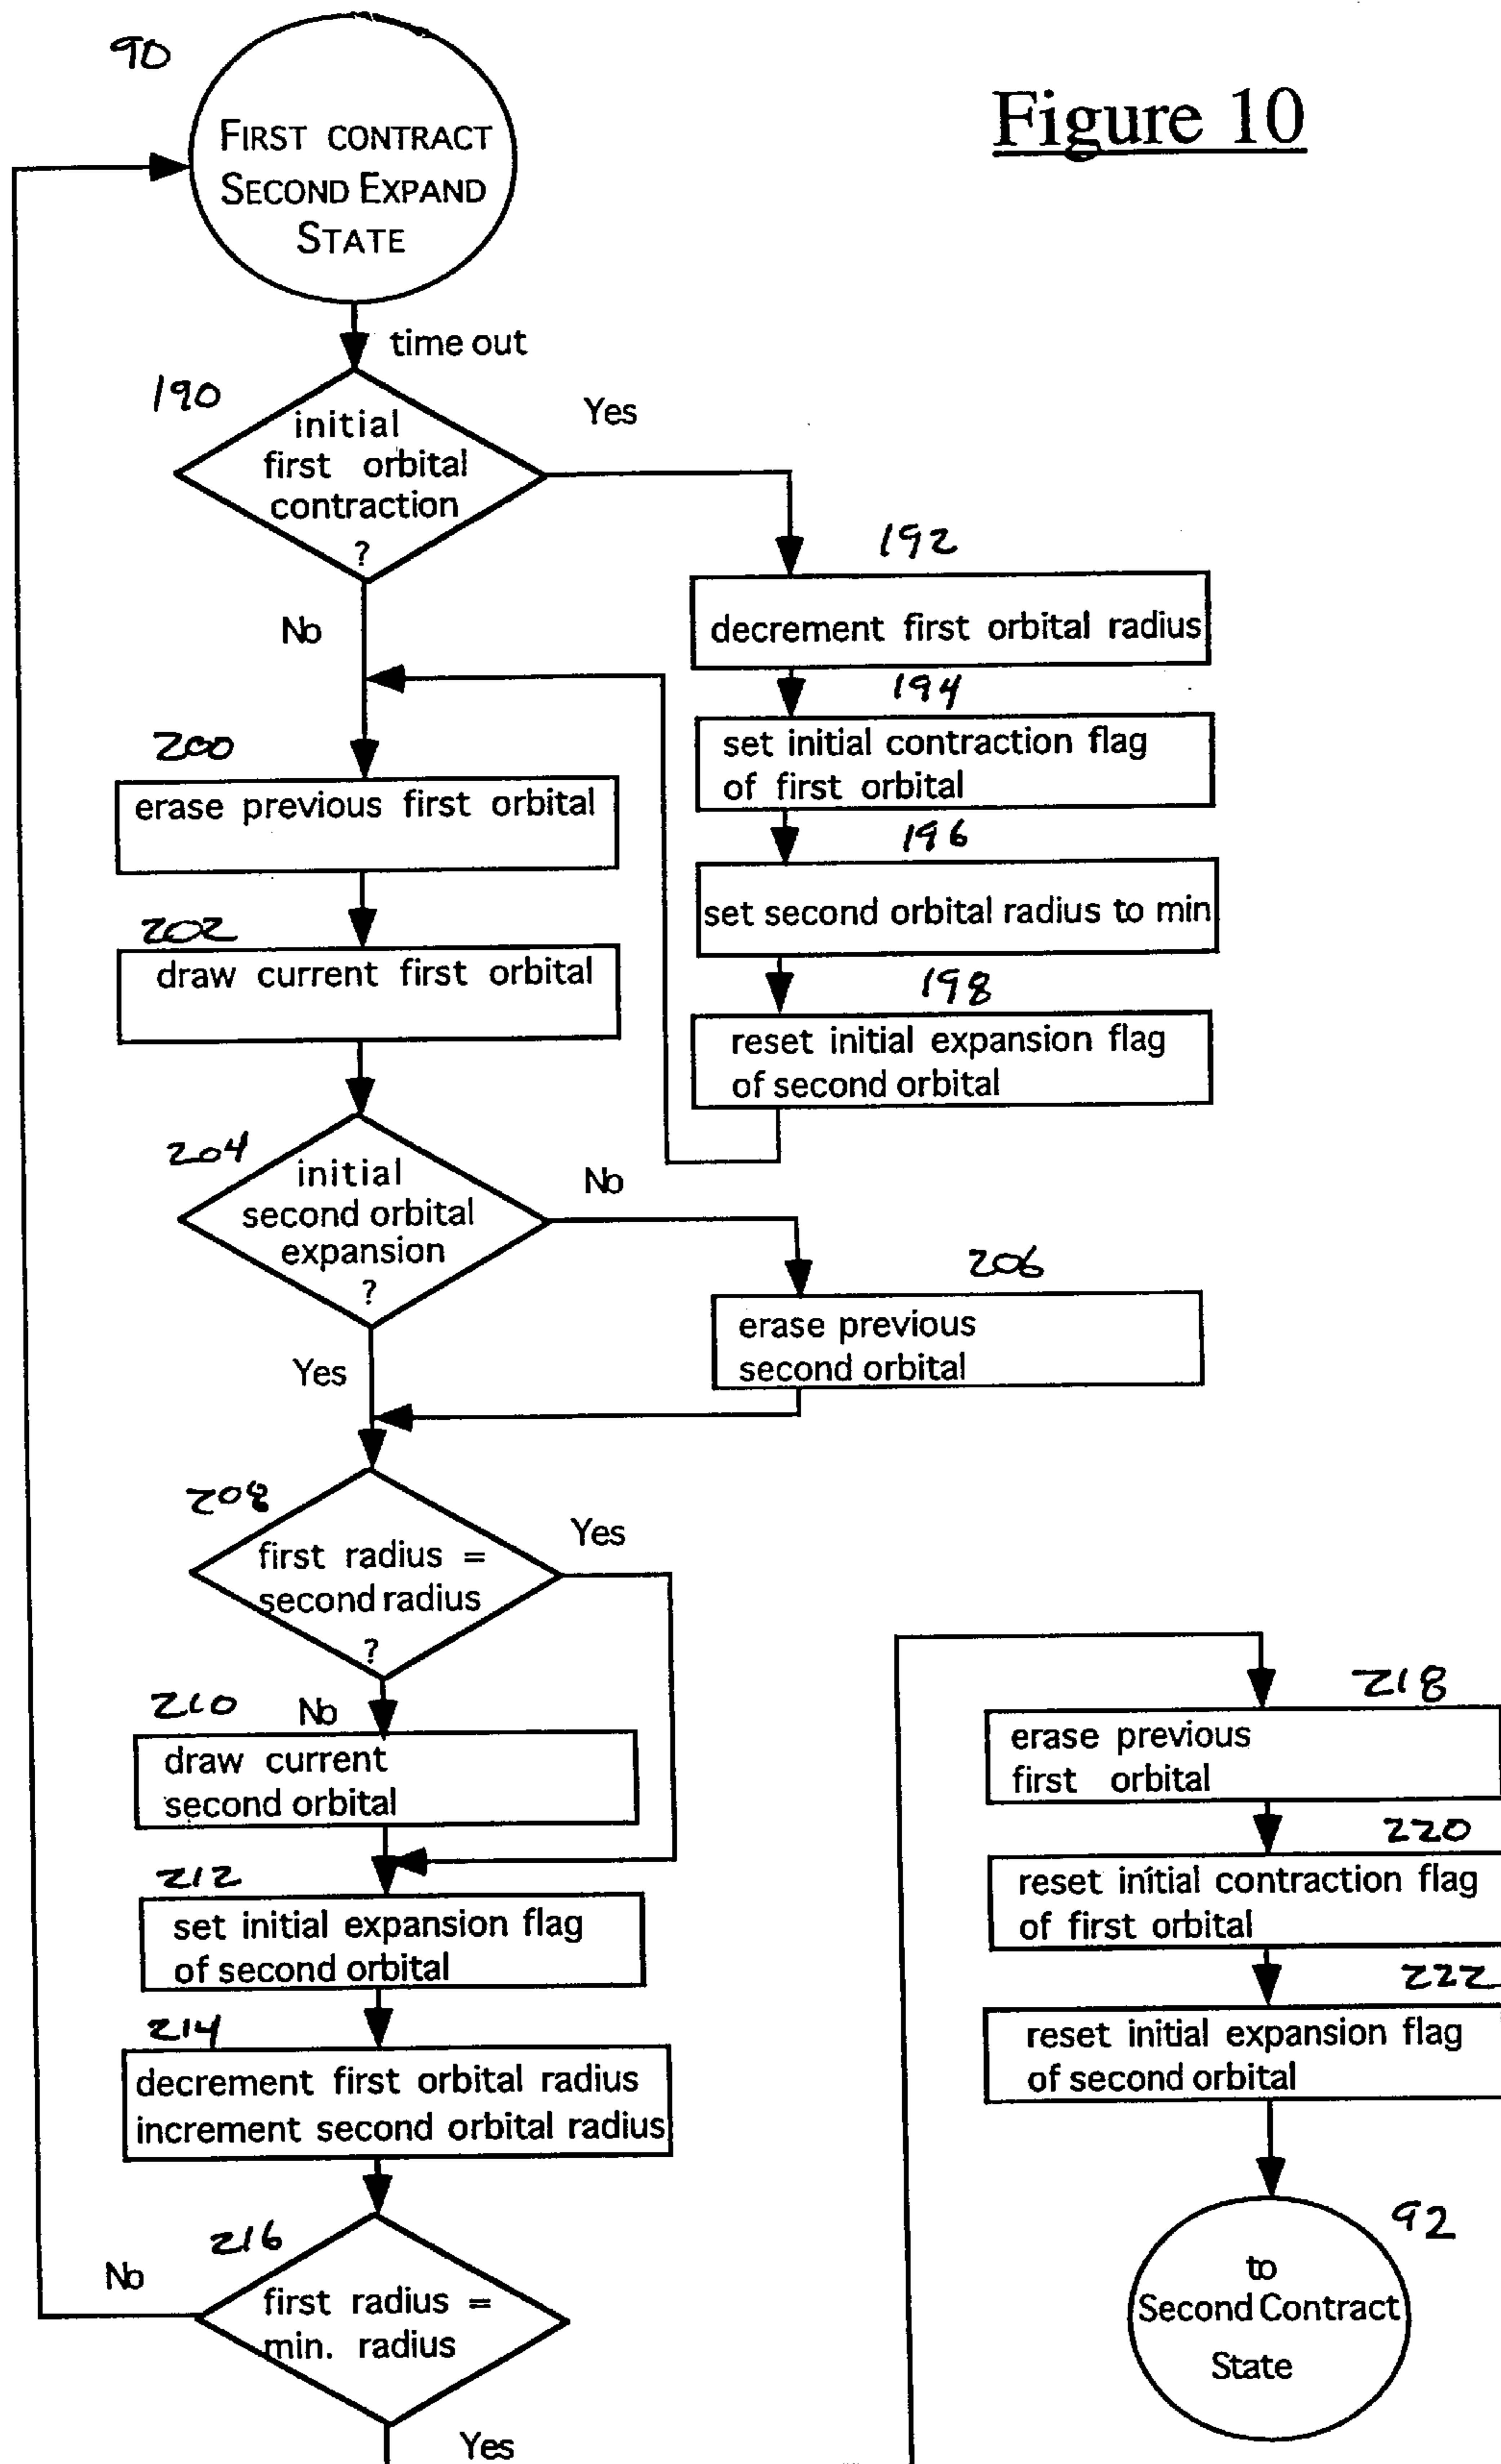 Figure 10
90
FIRST CONTRACT
SECOND EXPAND
STATE
time out
190
initial
first orbital
contraction
?
Yes
No
192
decrement first orbital radius
194
set initial contraction flag
of first orbital
196
set second orbital radius to min
198
reset initial expansion flag
of second orbital
200
erase previous first orbital
202
draw current first orbital
204
initial
second orbital
expansion
?
No
Yes
206
erase previous
second orbital
208
first radius =
second radius
?
Yes
No
210
draw current
second orbital
212
set initial expansion flag
of second orbital
214
decrement first orbital radius
increment second orbital radius
216
first radius =
min. radius
No
Yes
218
erase previous
first orbital
220
reset initial contraction flag
of first orbital
222
reset initial expansion flag
of second orbital
92
to
Second Contract
State